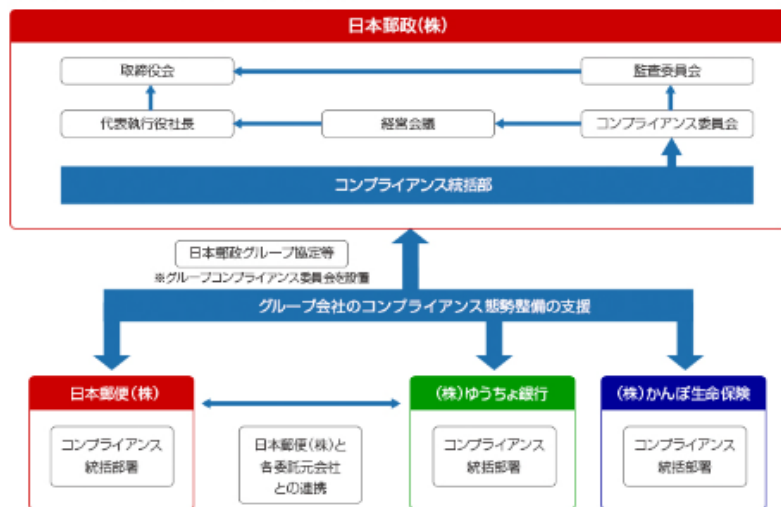 日本郵政(株)
取締役会
監査委員会
代表執行役社長
経営会議
コンプライアンス委員会
コンプライアンス統括部
日本郵政グループ協定等
※グループコンプライアンス委員会を設置
グループ会社のコンプライアンス態勢整備の支援
日本郵便(株)
(株)ゆうちょ銀行
(株)かんぽ生命保険
コンプライアンス
統括部署
日本郵便(株)と
各委託元会社
との連携
コンプライアンス
統括部署
コンプライアンス
統括部署